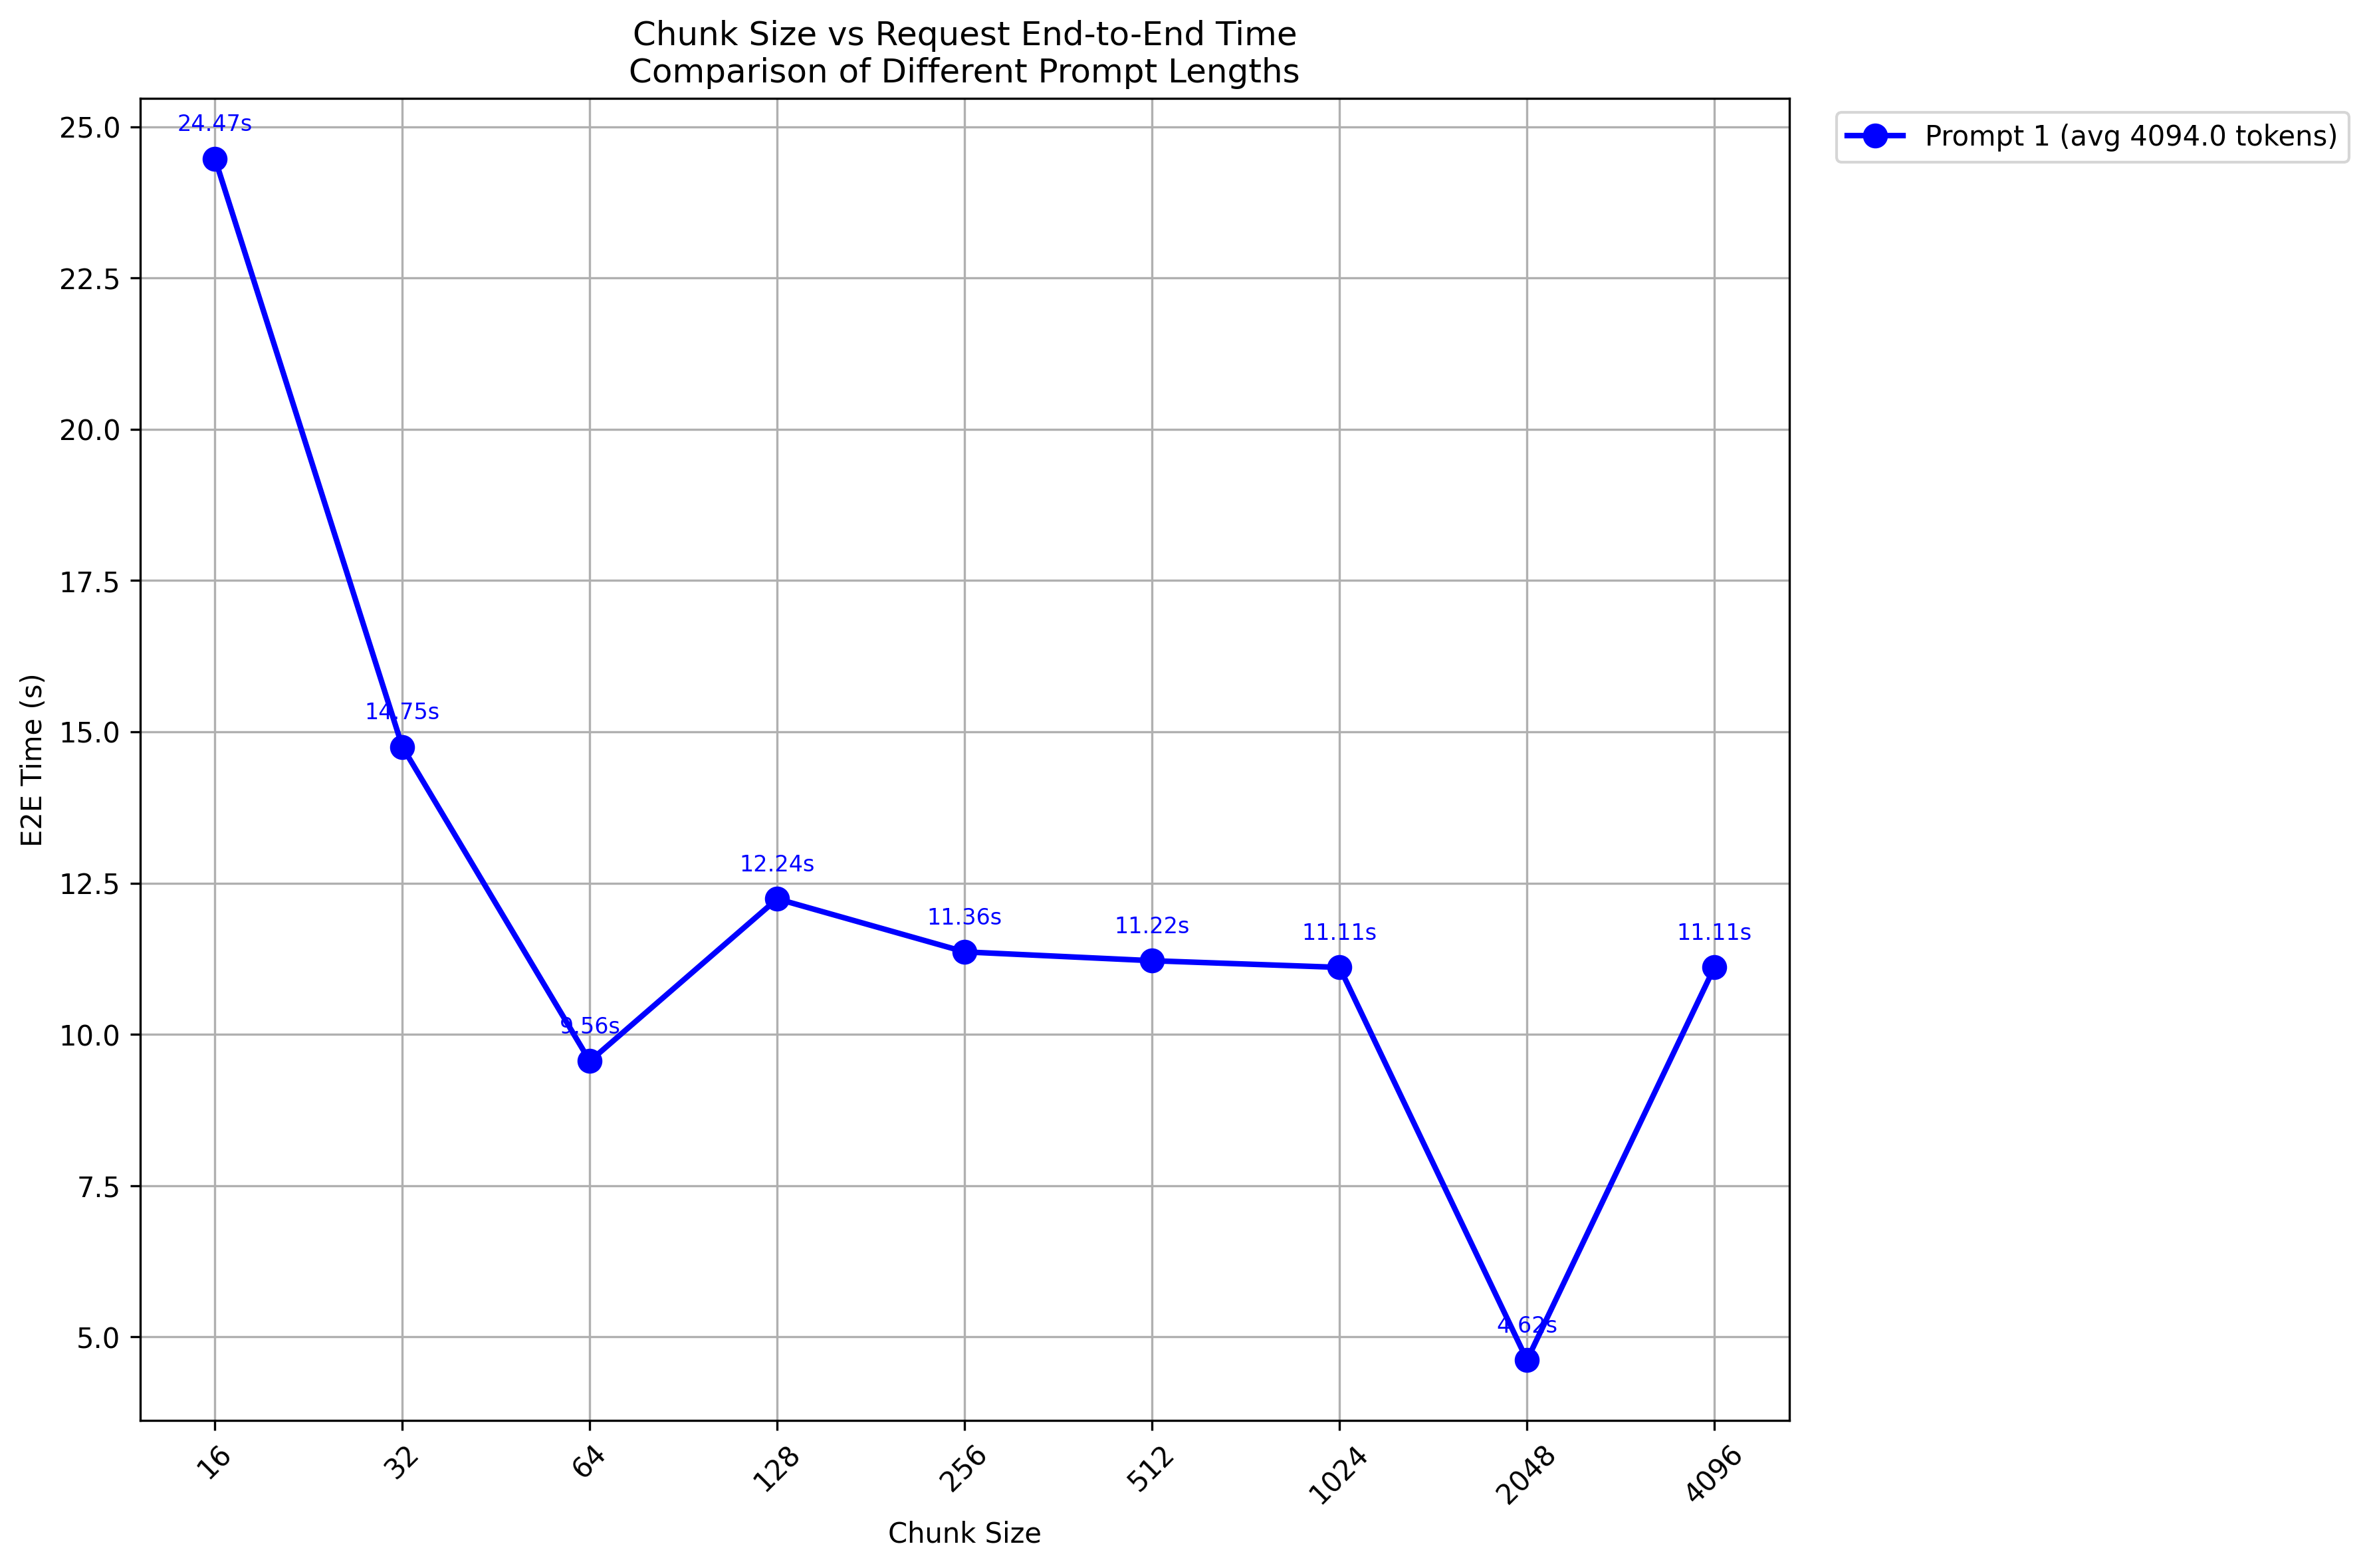 Chunk Size vs Request End-to-End Time
Comparison of Different Prompt Lengths
Prompt 1 (avg 4094.0 tokens)
E2E Time (s)
25.0
22.5
20.0
17.5
15.0
12.5
10.0
7.5
5.0
24.47s
14.75s
9.56s
12.24s
11.36s
11.22s
11.11s
4.62s
11.11s
16
32
64
128
256
512
1024
2048
4096
Chunk Size